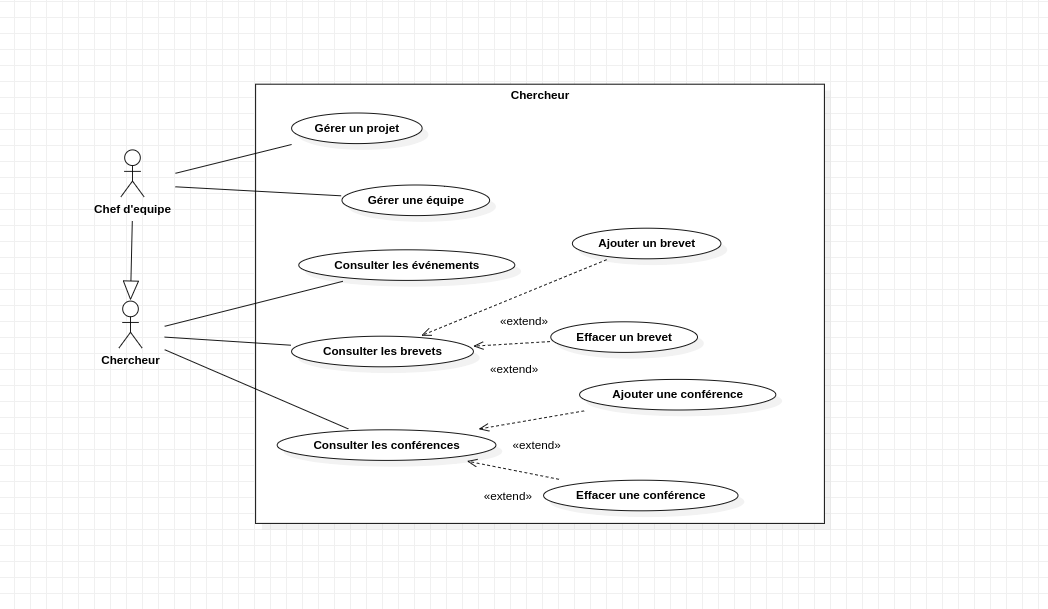 Chercheur
Gérer un projet
Chef d'equipe
Gérer une équipe
Ajouter un brevet
Consulter les événements
«extend»
Effacer un brevet
Consulter les brevets
Chercheur
«extend»
Ajouter une conférence
Consulter les conférences
«extend»
«extend»
Effacer une conférence